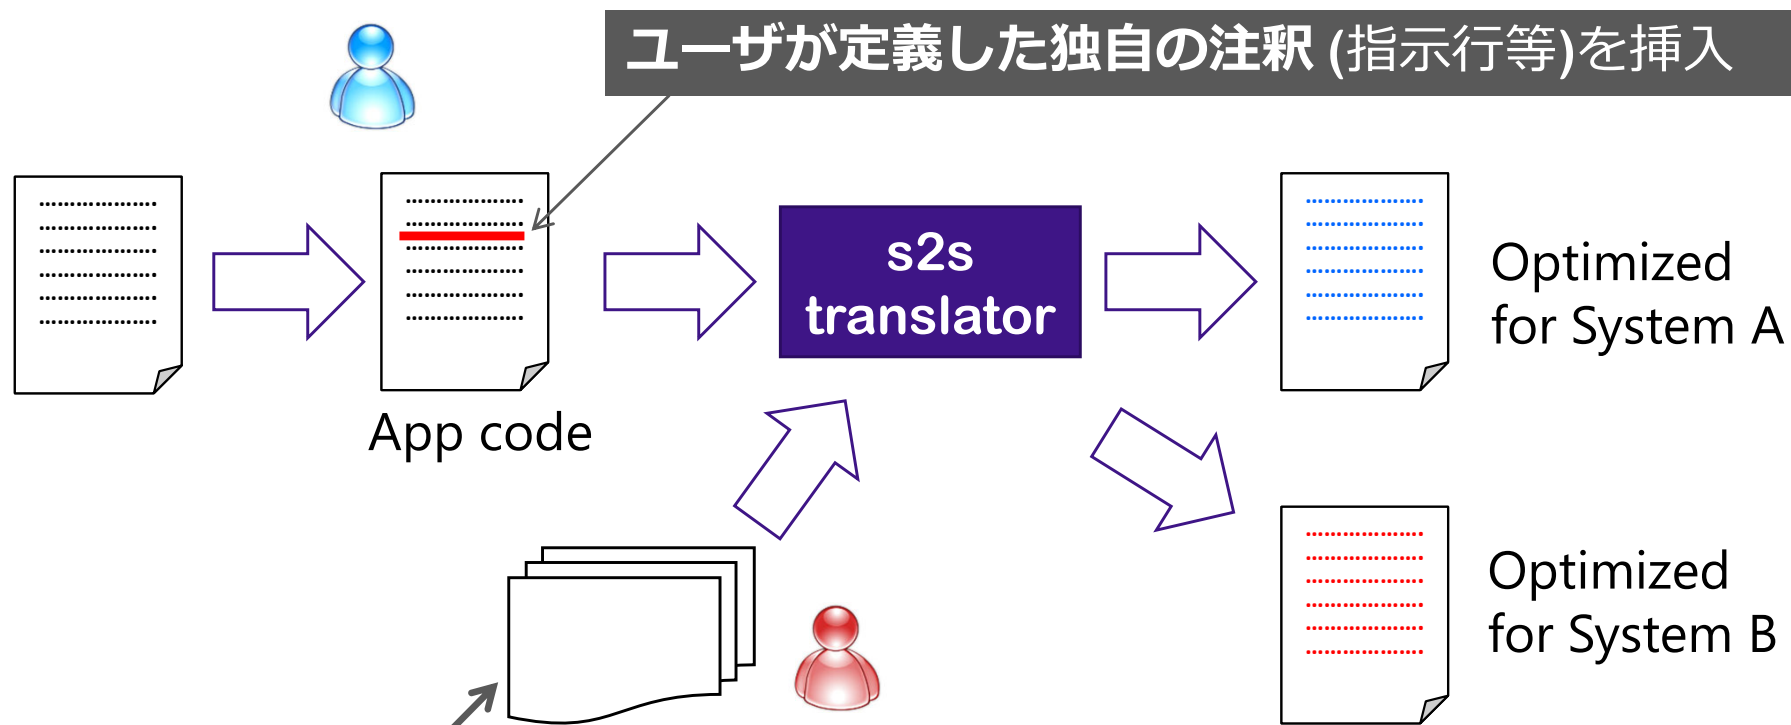 ユーザが定義した独自の注釈 (指示行等)を挿入
s2s
translator
Optimized
for System A
App code
Optimized
for System B